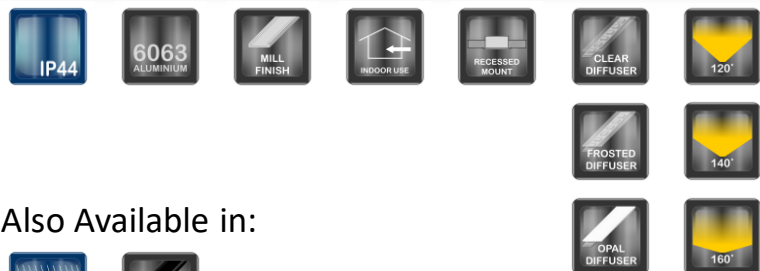 IP44
6063
ALUMINIUM
MILL
FINISH
INDOOR USE
RECESSED
MOUNT
CLEAR
DIFFUSER
120°
FROSTED
DIFFUSER
140°
Also Available in:
OPAL
DIFFUSER
160°